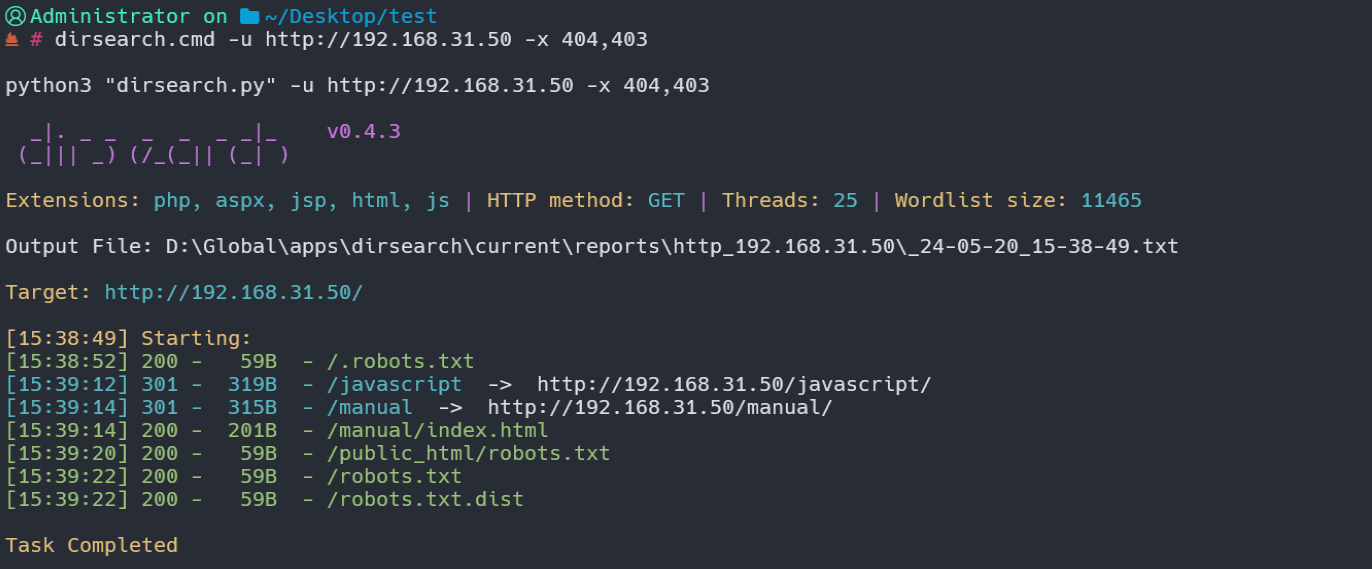 Administrator on ~/Desktop/test
# dirsearch.cmd -u http://192.168.31.50 -x 404,403
python3 "dirsearch.py" -u http://192.168.31.50 -x 404,403
_|. _ _  _  _  _ _|_    v0.4.3
(_||| _) (/_(_|| (_| )
Extensions: php, aspx, jsp, html, js | HTTP method: GET | Threads: 25 | Wordlist size: 11465
Output File: D:\Global\apps\dirsearch\current\reports\http_192.168.31.50\_24-05-20_15-38-49.txt
Target: http://192.168.31.50/
[15:38:49] Starting:
[15:38:52] 200 -   59B  - /.robots.txt
[15:39:12] 301 -  319B  - /javascript  ->  http://192.168.31.50/javascript/
[15:39:14] 301 -  315B  - /manual  ->  http://192.168.31.50/manual/
[15:39:14] 200 -  201B  - /manual/index.html
[15:39:20] 200 -   59B  - /public_html/robots.txt
[15:39:22] 200 -   59B  - /robots.txt
[15:39:22] 200 -   59B  - /robots.txt.dist
Task Completed